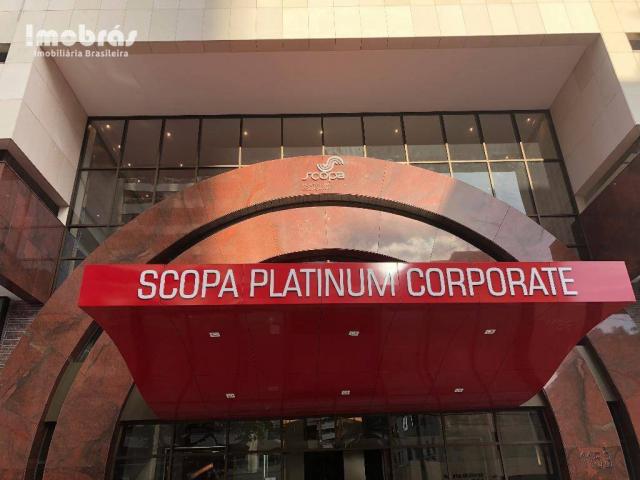 Imobrás
Imobiliária Brasileira
scopa
SCOPA PLATINUM CORPORATE